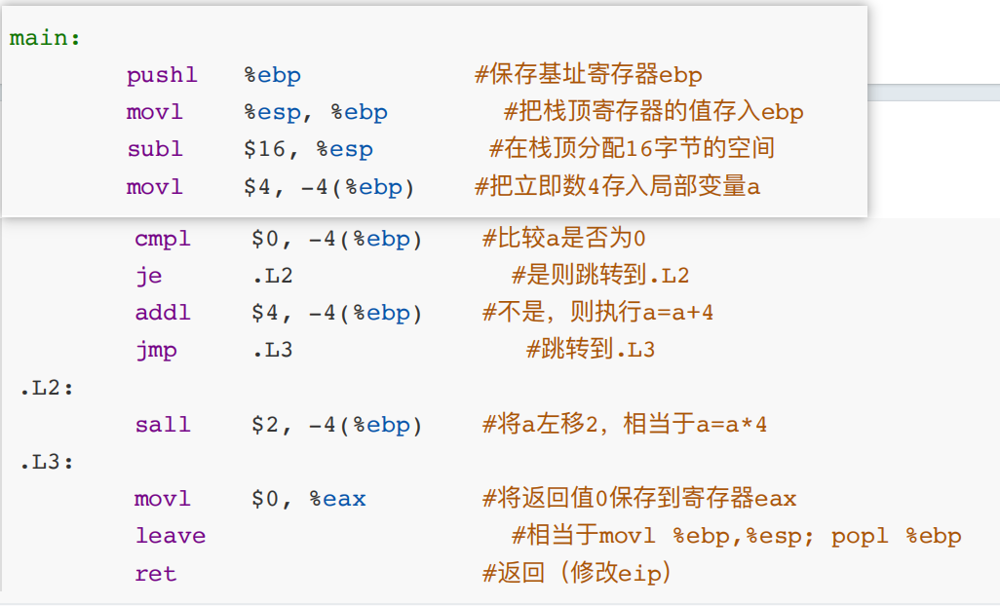 main:
pushl %ebp #保存基址寄存器ebp
movl %esp, %ebp #把栈顶寄存器的值存入ebp
subl $16, %esp #在栈顶分配16字节的空间
movl $4, -4(%ebp) #把立即数4存入局部变量a
cmpl $0, -4(%ebp) #比较a是否为0
je .L2 #是则跳转到.L2
addl $4, -4(%ebp) #不是，则执行a=a+4
jmp .L3 #跳转到.L3
.L2:
sall $2, -4(%ebp) #将a左移2，相当于a=a*4
.L3:
movl $0, %eax #将返回值0保存到寄存器eax
leave #相当于movl %ebp,%esp; popl %ebp
ret #返回（修改eip）